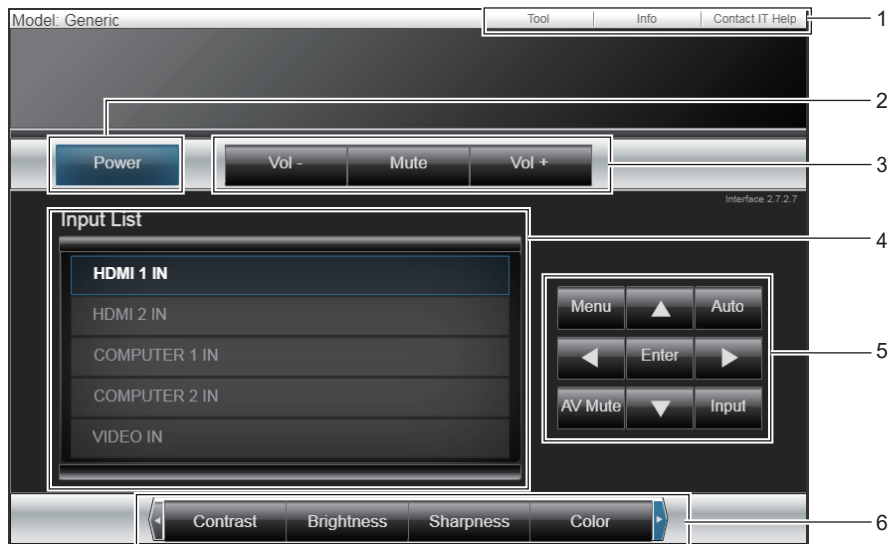 Model: Generic
Tool Info Contact IT Help
1
2
Power Vol - Mute Vol + 3
Interface 2.7.2.7
Input List
4
HDMI 1 IN
HDMI 2 IN
COMPUTER 1 IN
COMPUTER 2 IN
VIDEO IN
Menu Auto
Enter
5
AV Mute Input
Contrast Brightness Sharpness Color
6